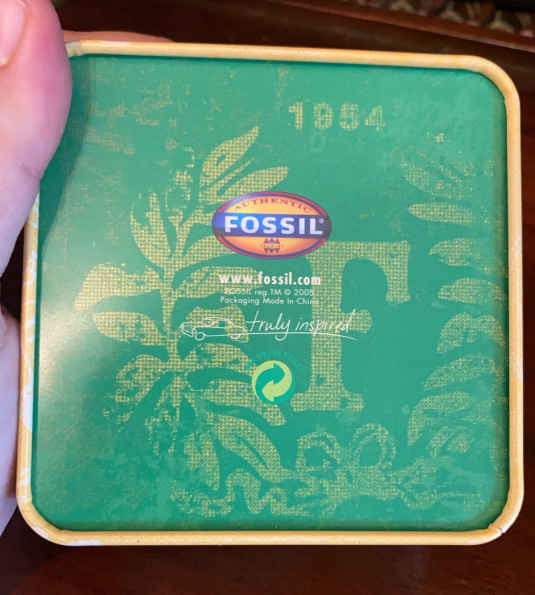 1954
AUTHENTIC
FOSSIL®
www.fossil.com
FOSSIL reg.TM © 2005
Packaging Made In China
truly inspired
F